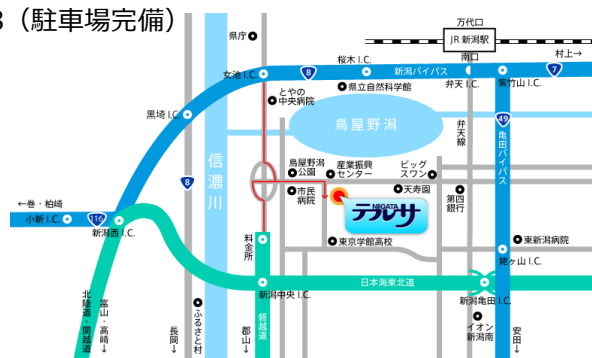 3（駐車場完備）
万代口
JR 新潟駅
南口
村上→
県庁
桜木 I.C.
女池 I.C.
8
新潟バイパス
7
弁天 I.C.
紫竹山 I.C.
とやの
中央病院
県立自然科学館
黒埼 I.C.
鳥屋野潟
弁天線
49
亀田バイパス
信濃川
鳥屋野潟
公園
産業振興
センター
ビッグ
スワン
8
市民
病院
天寿園
第四
銀行
←巻・柏崎
小新 I.C.
116
新潟西 I.C.
NIIGATA
テルサ
料金所
東京学館高校
東新潟病院
姥ヶ山 I.C.
日本海東北道
新潟中央 I.C.
新潟亀田 I.C.
北陸道・関越道
富山・高崎→
長岡→
ふるさと村
郡山→
磐越道
イオン
新潟南
安田→